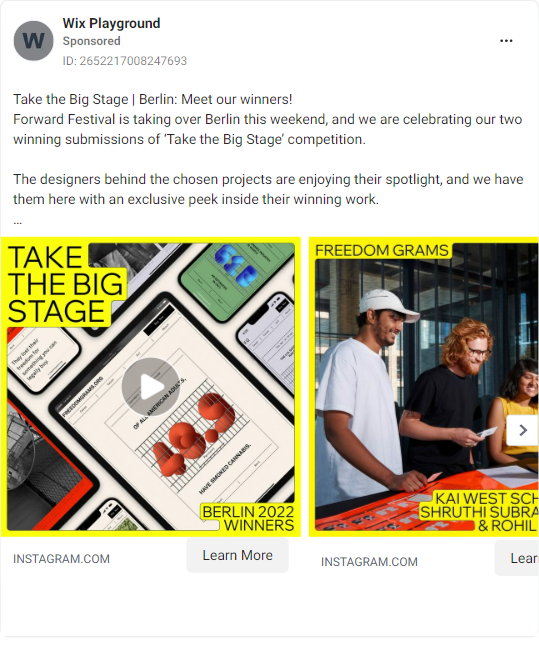 W
Wix Playground
Sponsored
ID: 2652217008247693
Take the Big Stage | Berlin: Meet our winners!
Forward Festival is taking over Berlin this weekend, and we are celebrating our two
winning submissions of 'Take the Big Stage' competition.
The designers behind the chosen projects are enjoying their spotlight, and we have
them here with an exclusive peek inside their winning work.
...
TAKE
THE BIG
STAGE
They lost their
freedom for
something you can
legally buy.
FREEDOMGRAMS.ORG
OF ALL AMERICAN ADULTS,
HAVE SMOKED CANNABIS.
BERLIN 2022
WINNERS
INSTAGRAM.COM
Learn More
FREEDOM GRAMS
KAI WEST SCH
SHRUTHI SUBRA
& ROHIL
INSTAGRAM.COM
Lear